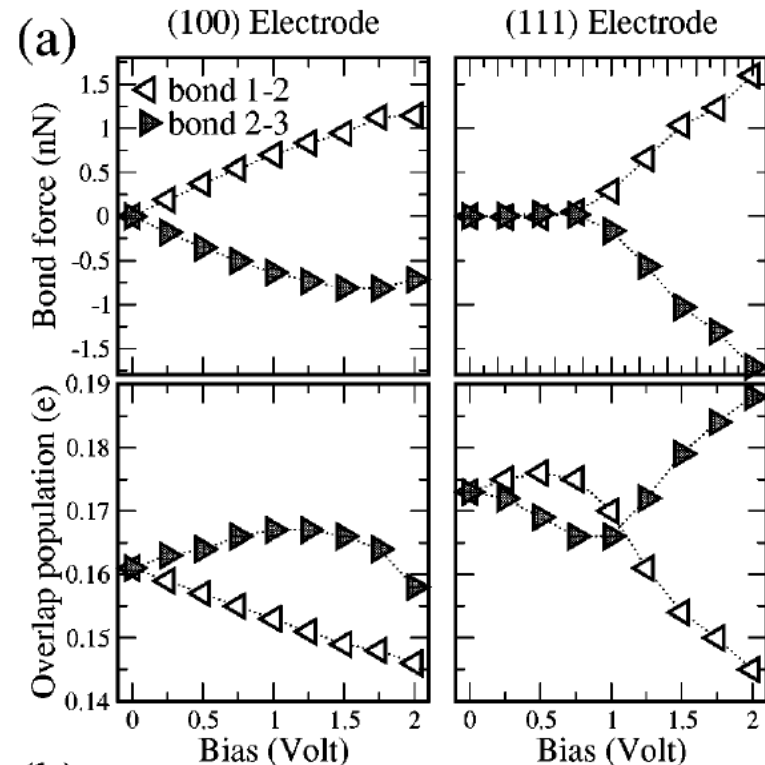 (a)
(100) Electrode
(111) Electrode
bond 1-2
bond 2-3
Bond force (nN)
1.5
1
0.5
0
-0.5
-1
-1.5
Overlap population (e)
0.19
0.18
0.17
0.16
0.15
0.14
0 0.5 1 1.5 2
0 0.5 1 1.5 2
Bias (Volt)
Bias (Volt)